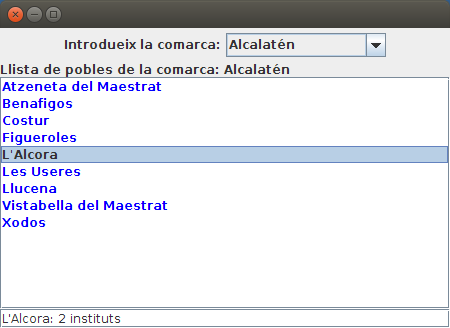 Introdueix la comarca: Alcalatén
Llista de pobles de la comarca: Alcalatén
Atzeneta del Maestrat
Benafigos
Costur
Figueroles
L'Alcora
Les Useres
Llucena
Vistabella del Maestrat
Xodos
L'Alcora: 2 instituts